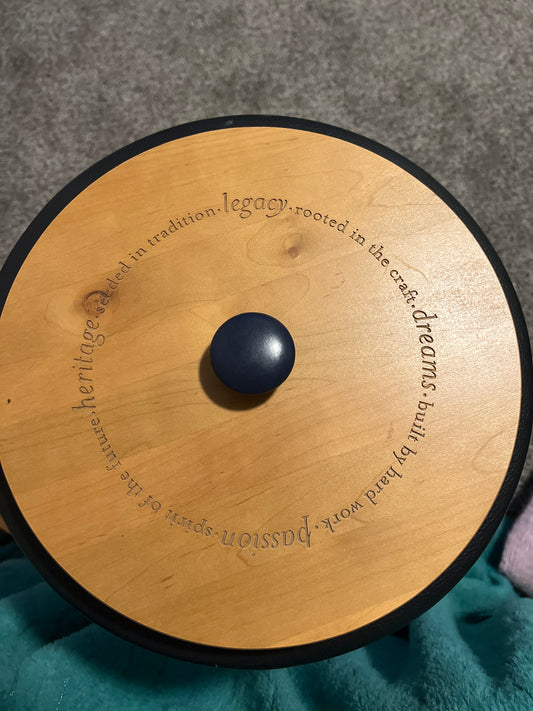 legacy·rooted in the craft·dreams·built by hard work·passion·spirit of the future·heritage·seeded in tradition·